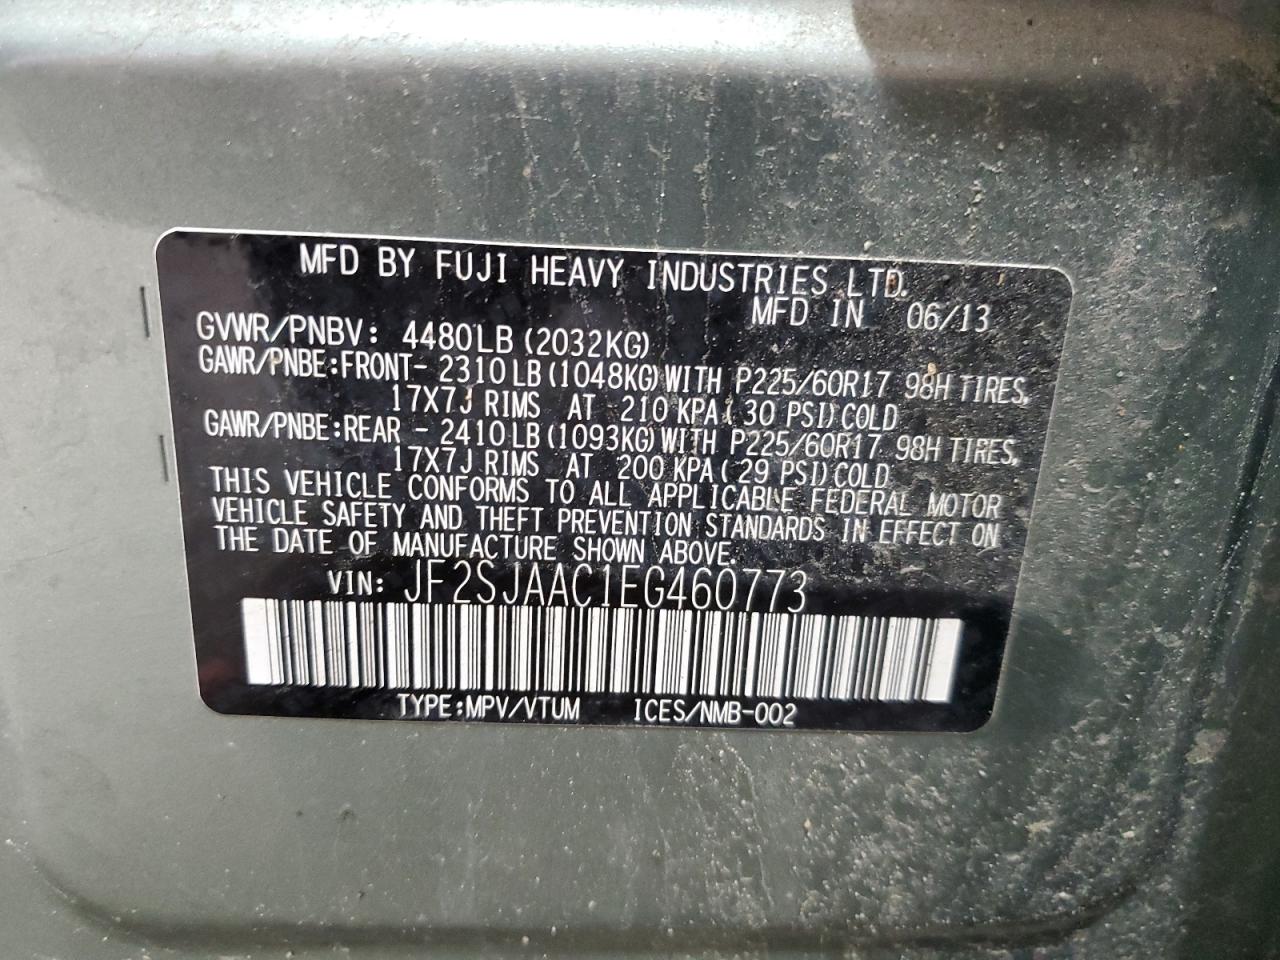 MFD BY FUJI HEAVY INDUSTRIES LTD.
MFD IN 06/13
GVWR/PNBV: 4480LB (2032KG)
GAWR/PNBE:FRONT- 2310LB (1048KG) WITH P225/60R17 98H TIRES,
17X7J RIMS AT 210 KPA( 30 PSI) COLD
GAWR/PNBE:REAR - 2410LB (1093KG) WITH P225/60R17 98H TIRES,
17X7J RIMS AT 200 KPA( 29 PSI) COLD
THIS VEHICLE CONFORMS TO ALL APPLICABLE FEDERAL MOTOR
VEHICLE SAFETY AND THEFT PREVENTION STANDARDS IN EFFECT ON
THE DATE OF MANUFACTURE SHOWN ABOVE.
VIN: JF2SJAAC1EG460773
TYPE:MPV/VTUM ICES/NMB-002